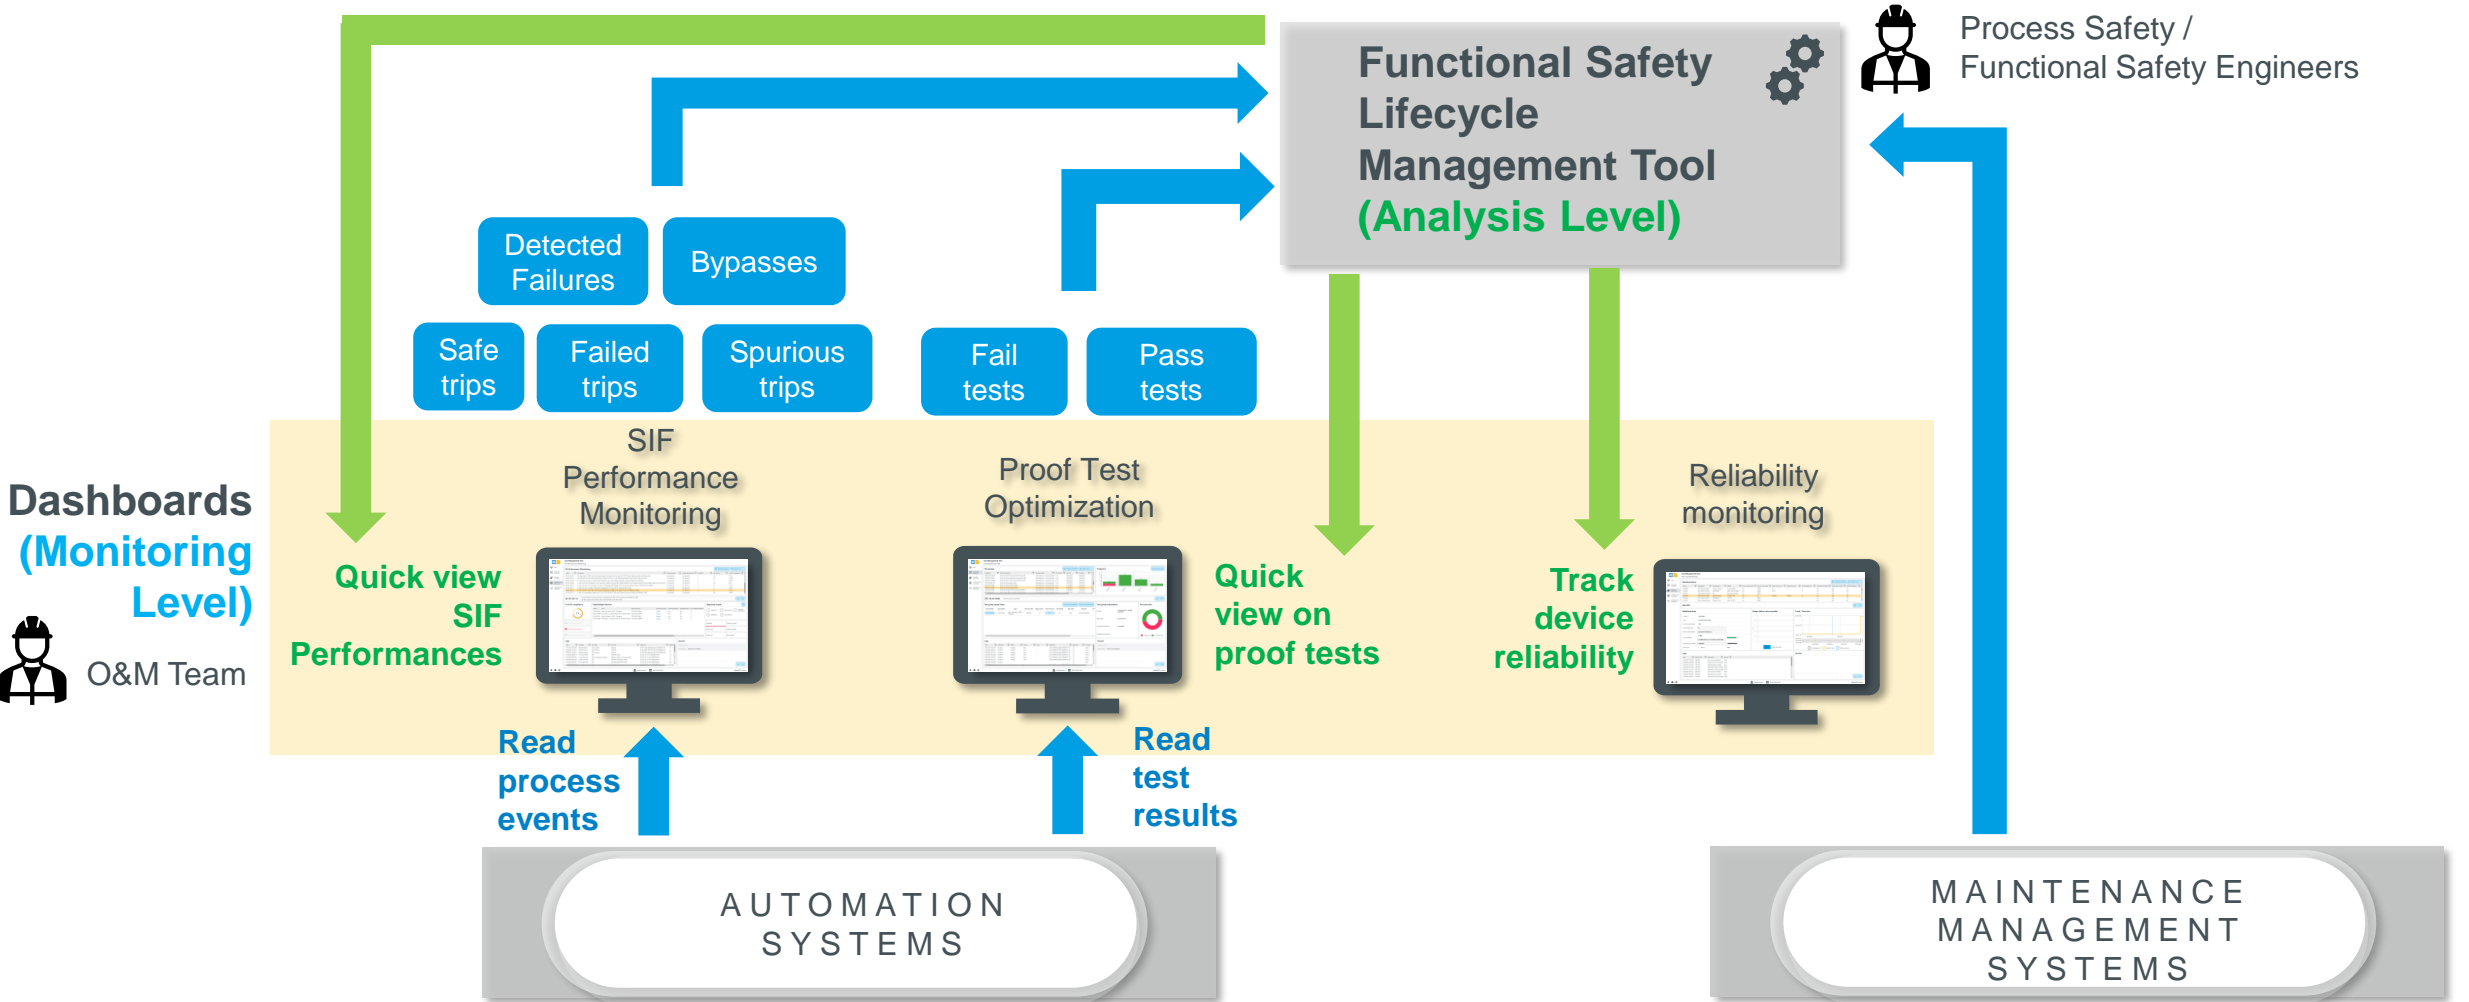 Functional Safety
Lifecycle
Management Tool
(Analysis Level)
Process Safety /
Functional Safety Engineers
Detected
Failures
Bypasses
Safe
trips
Failed
trips
Spurious
trips
Fail
tests
Pass
tests
Dashboards
(Monitoring
Level)
O&M Team
SIF
Performance
Monitoring
Proof Test
Optimization
Reliability
monitoring
Quick view
SIF
Performances
Quick
view on
proof tests
Track
device
reliability
Read
process
events
Read
test
results
AUTOMATION
SYSTEMS
MAINTENANCE
MANAGEMENT
SYSTEMS